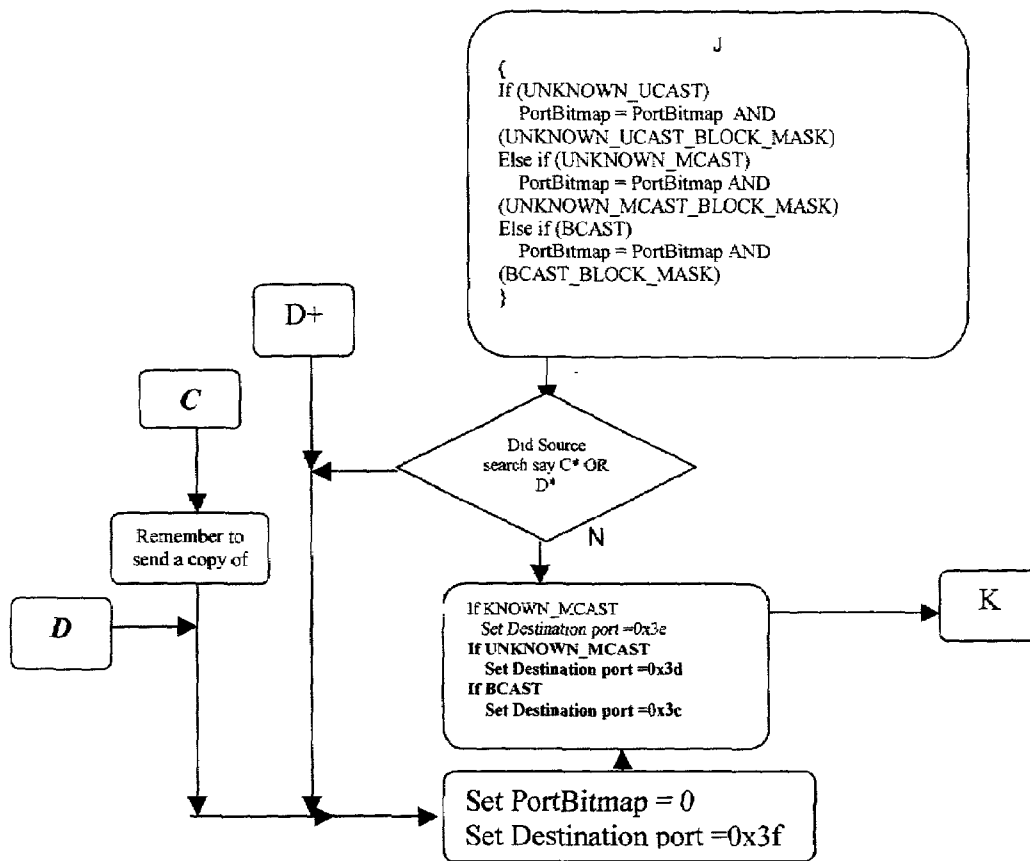 J
{
If (UNKNOWN_UCAST)
PortBitmap = PortBitmap AND
(UNKNOWN_UCAST_BLOCK_MASK)
Else if (UNKNOWN_MCAST)
PortBitmap = PortBitmap AND
(UNKNOWN_MCAST_BLOCK_MASK)
Else if (BCAST)
PortBitmap = PortBitmap AND
(BCAST_BLOCK_MASK)
}
D+
C
Did Source
search say C* OR
D*
N
Remember to
send a copy of
D
If KNOWN_MCAST
Set Destination port =0x3e
If UNKNOWN_MCAST
Set Destination port =0x3d
If BCAST
Set Destination port =0x3c
K
Set PortBitmap = 0
Set Destination port =0x3f